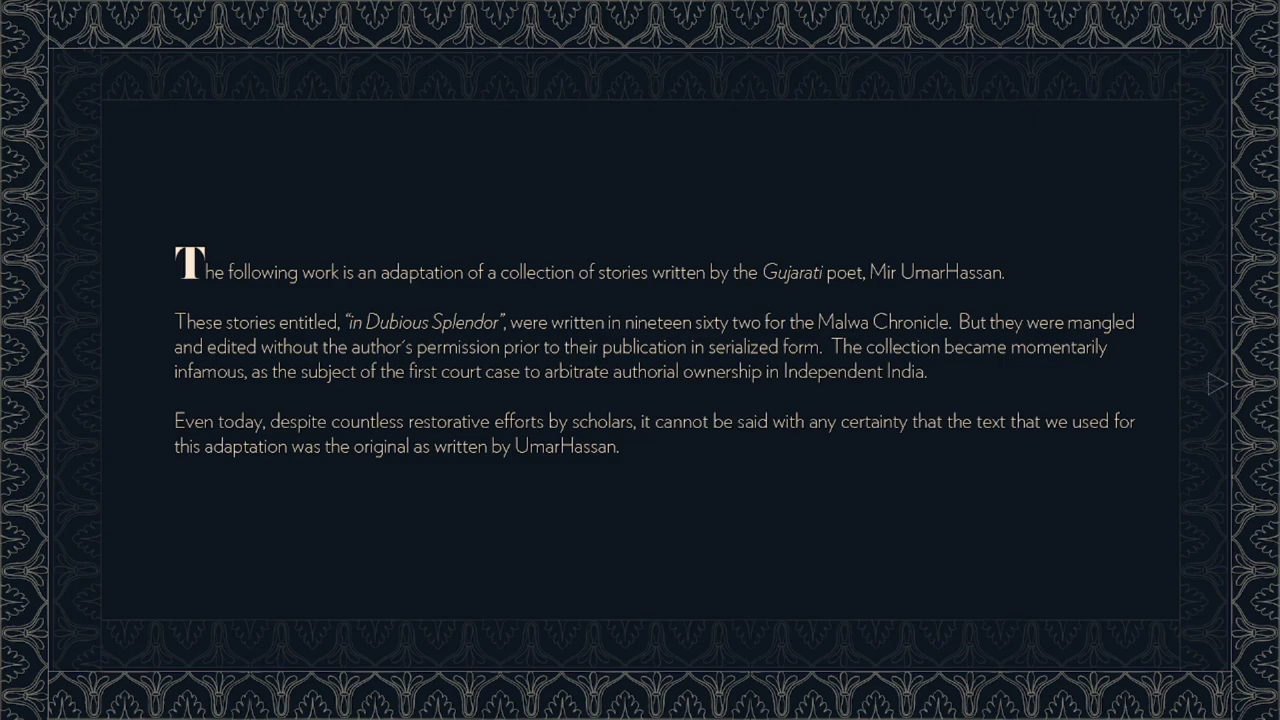 The following work is an adaptation of a collection of stories written by the Gujarati poet, Mir UmarHassan.
These stories entitled, “in Dubious Splendor”, were written in nineteen sixty two for the Malwa Chronicle.  But they were mangled
and edited without the author´s permission prior to their publication in serialized form.  The collection became momentarily
infamous, as the subject of the first court case to arbitrate authorial ownership in Independent India.
Even today, despite countless restorative efforts by scholars, it cannot be said with any certainty that the text that we used for
this adaptation was the original as written by UmarHassan.